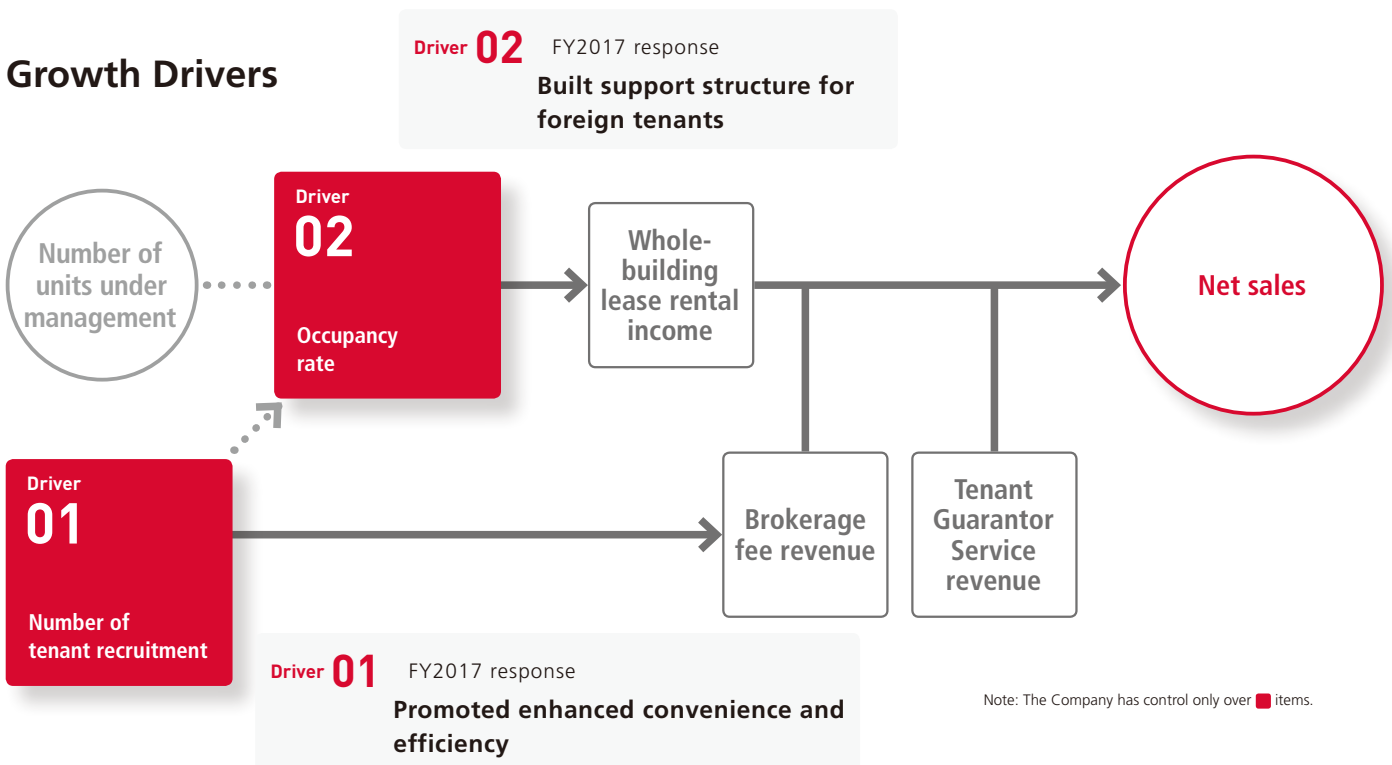 Growth Drivers
Driver 02 FY2017 response
Built support structure for
foreign tenants
Number of
units under
management
Driver
02
Occupancy
rate
Whole-
building
lease rental
income
Net sales
Driver
01
Number of
tenant recruitment
Brokerage
fee revenue
Tenant
Guarantor
Service
revenue
Driver 01 FY2017 response
Promoted enhanced convenience and
efficiency
Note: The Company has control only over items.